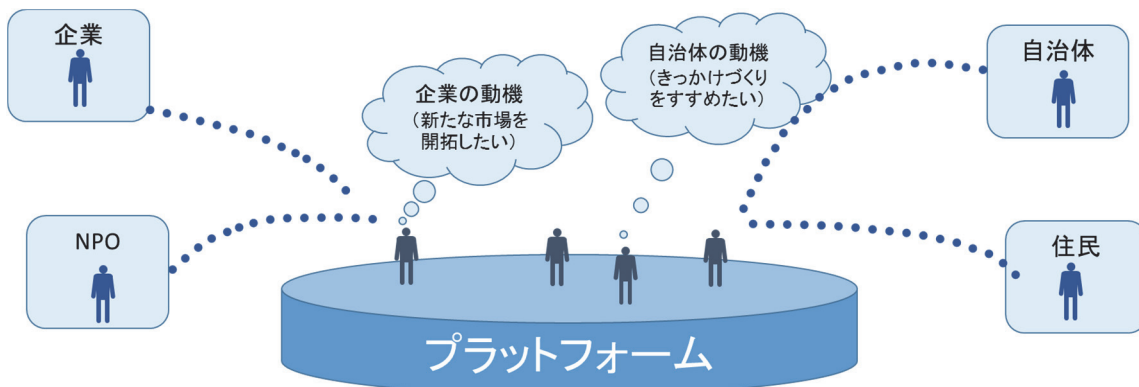 企業
企業の動機
（新たな市場を
開拓したい）
自治体の動機
（きっかけづくり
をすすめたい）
自治体
NPO
住民
プラットフォーム